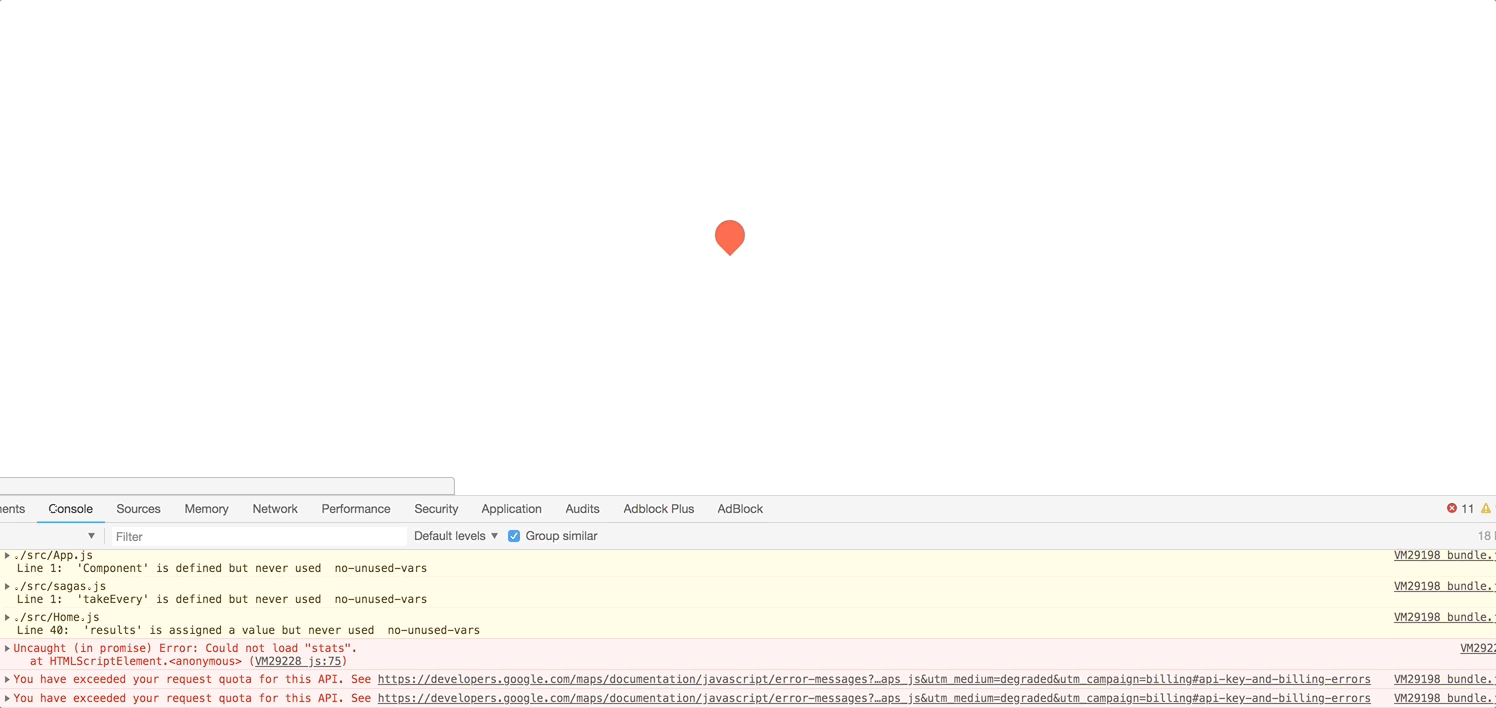 ents Console Sources Memory Network Performance Security Application Audits Adblock Plus AdBlock 11
▼ Filter Default levels ▼ Group similar 18
./src/App.js VM29198 bundle.j
Line 1: 'Component' is defined but never used no-unused-vars
./src/sagas.js VM29198 bundle.j
Line 1: 'takeEvery' is defined but never used no-unused-vars
./src/Home.js VM29198 bundle.j
Line 40: 'results' is assigned a value but never used no-unused-vars
Uncaught (in promise) Error: Could not load "stats". VM2922
at HTMLScriptElement.<anonymous> (VM29228 js:75)
You have exceeded your request quota for this API. See https://developers.google.com/maps/documentation/javascript/error-messages?…aps_js&utm_medium=degraded&utm_campaign=billing#api-key-and-billing-errors VM29198 bundle.j
You have exceeded your request quota for this API. See https://developers.google.com/maps/documentation/javascript/error-messages?…aps_js&utm_medium=degraded&utm_campaign=billing#api-key-and-billing-errors VM29198 bundle.j